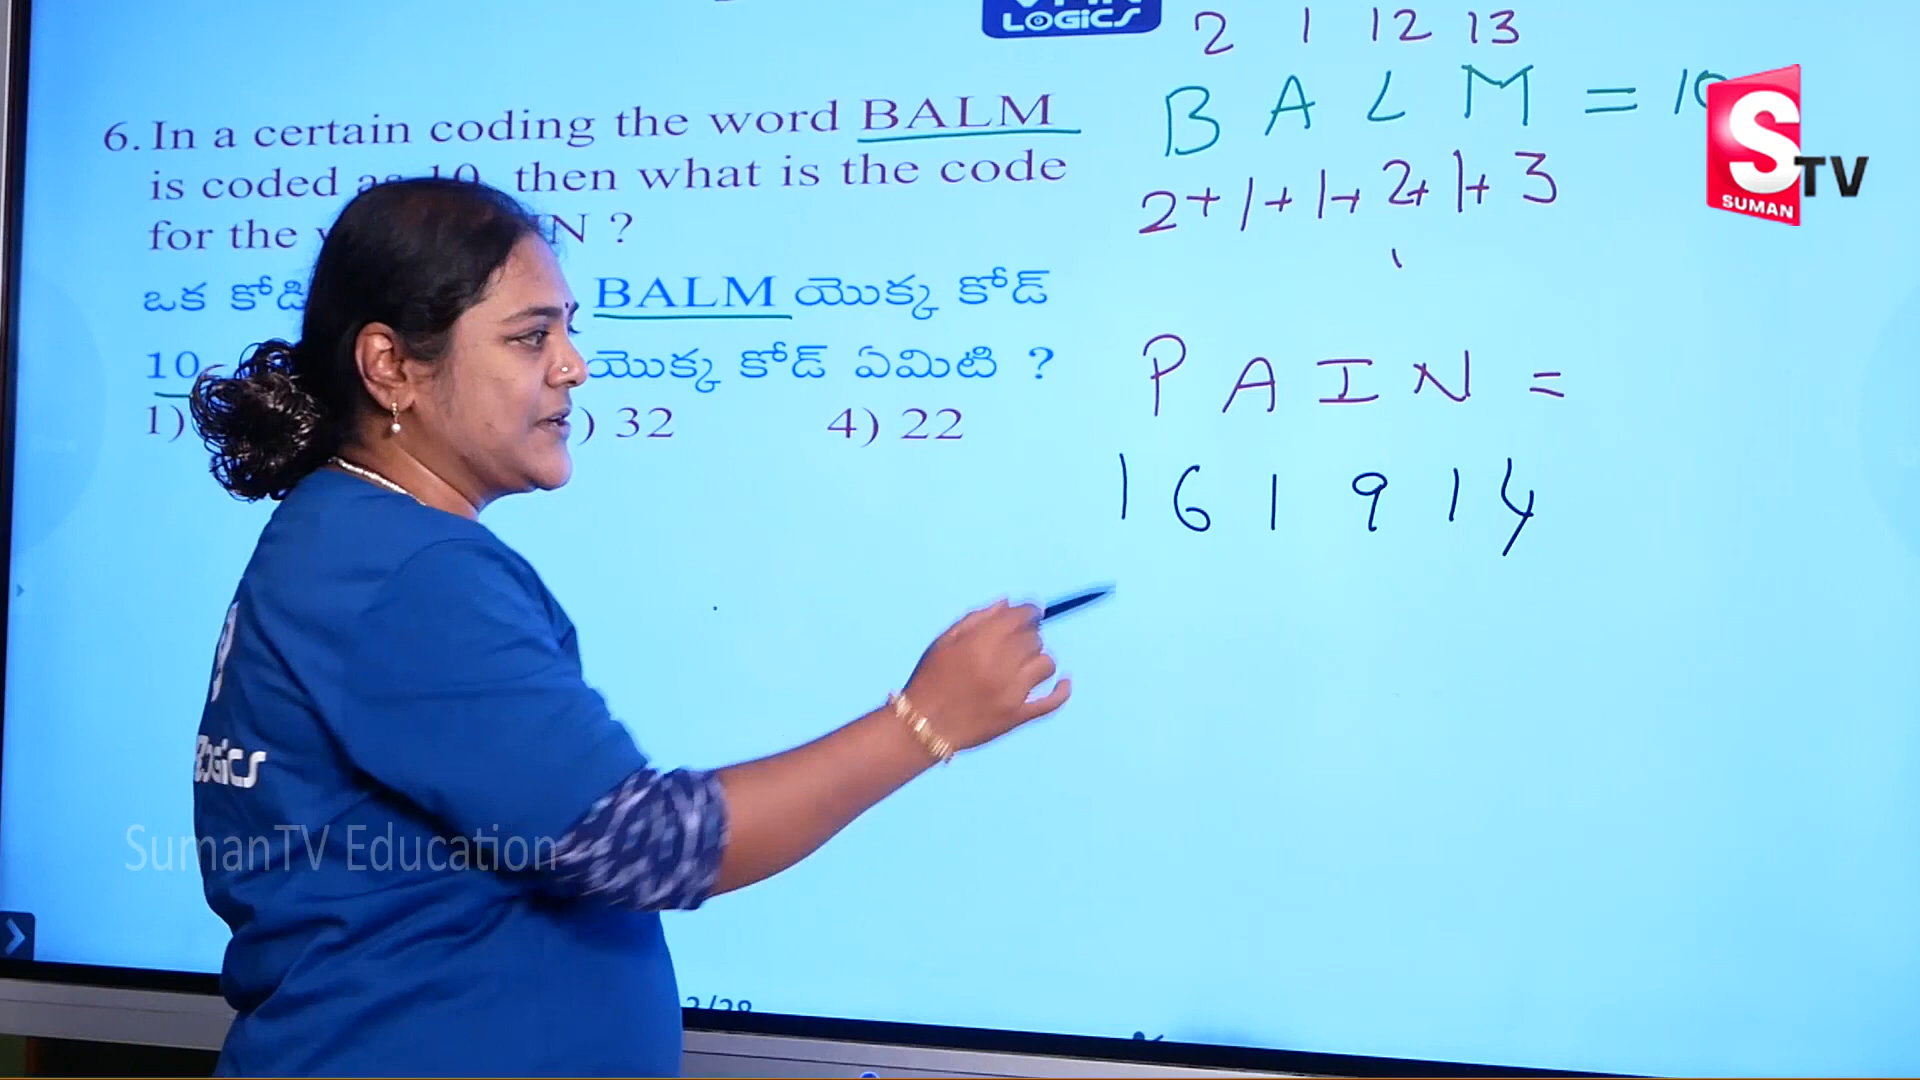 LOGICS
2 1 12 13
B A L M = 10
6. In a certain coding the word BALM
is coded as 10, then what is the code
for the N ?
2+1+1+2+1+3
ఒక కోడి BALM యొక్క కోడ్
10 యొక్క కోడ్ ఏమిటి ?
1) ) 32 4) 22
P A I N =
1 6 1 9 1 4
S TV
SUMAN
LOGICS
SumanTV Education